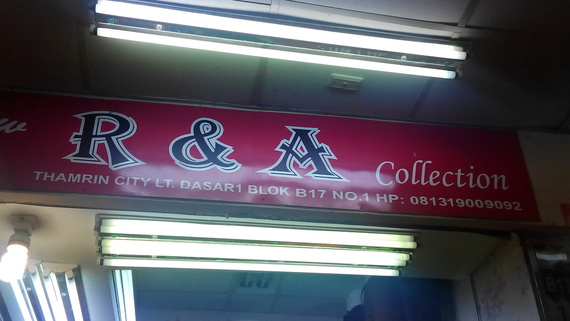 R & A Collection
THAMRIN CITY LT. DASAR1 BLOK B17 NO.1 HP: 081319009092